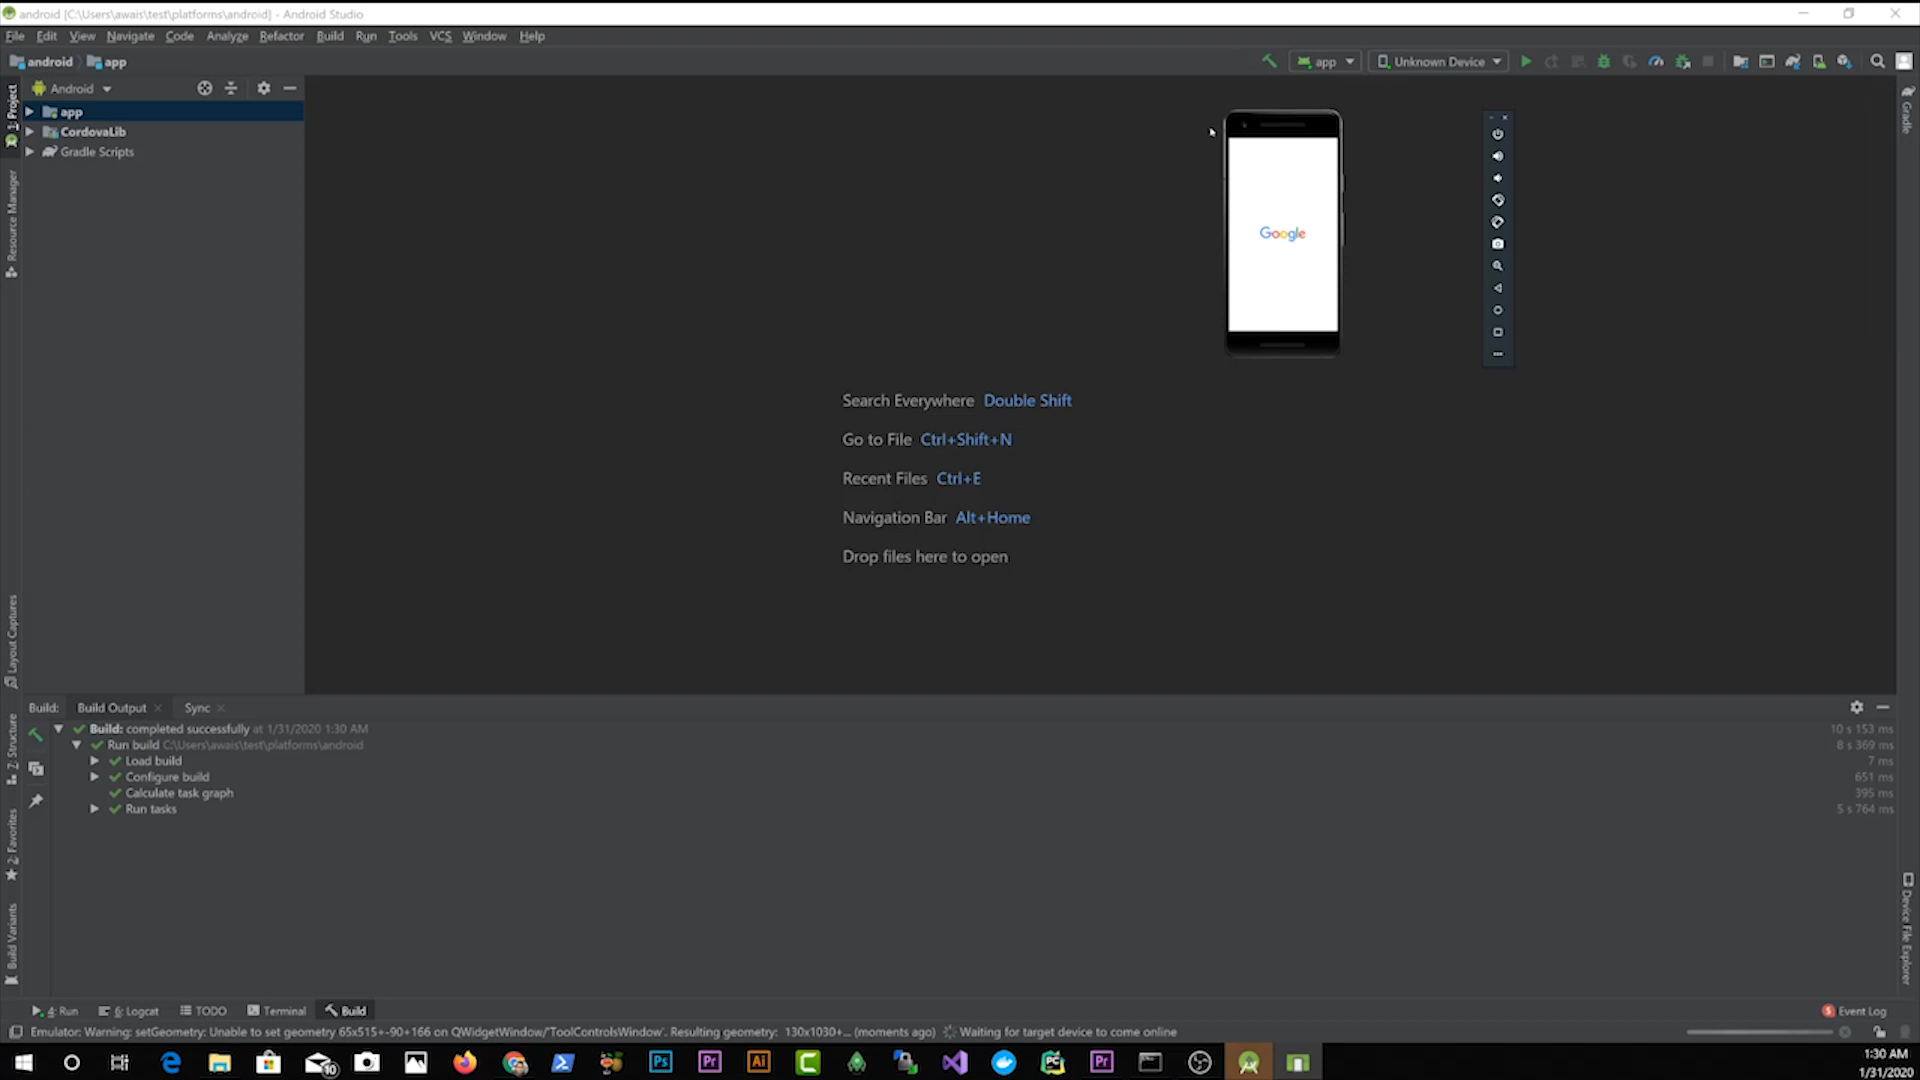 android [C:\Users\awais\test\platforms\android] - Android Studio
File Edit View Navigate Code Analyze Refactor Build Run Tools VCS Window Help
android app
app
Unknown Device
1: Project
Android
Gradle
app
CordovaLib
Gradle Scripts
Resource Manager
Google
Search Everywhere Double Shift
Go to File Ctrl+Shift+N
Recent Files Ctrl+E
Navigation Bar Alt+Home
Drop files here to open
Layout Captures
Build: Build Output Sync
Build: completed successfully at 1/31/2020 1:30 AM 10 s 153 ms
Run build C:\Users\awais\test\platforms\android 8 s 369 ms
Load build 7 ms
Configure build 651 ms
Calculate task graph 395 ms
Run tasks 5 s 764 ms
7: Structure
2: Favorites
Build Variants
Device File Explorer
4: Run 6: Logcat TODO Terminal Build
Event Log
Emulator: Warning: setGeometry: Unable to set geometry 65x515+-90+166 on QWidgetWindow/'ToolControlsWindow'. Resulting geometry: 130x1030+... (moments ago) Waiting for target device to come online
10
Ps
Pr
Ai
C
PC
Pr
1:30 AM
1/31/2020